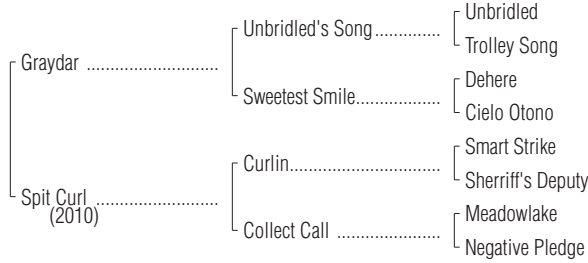 Unbridled
Unbridled's Song..............
Trolley Song
Graydar ............................
Dehere
Sweetest Smile..................
Cielo Otono
Smart Strike
Curlin................................
Sherriff's Deputy
Spit Curl ..........................
(2010)
Meadowlake
Collect Call ......................
Negative Pledge